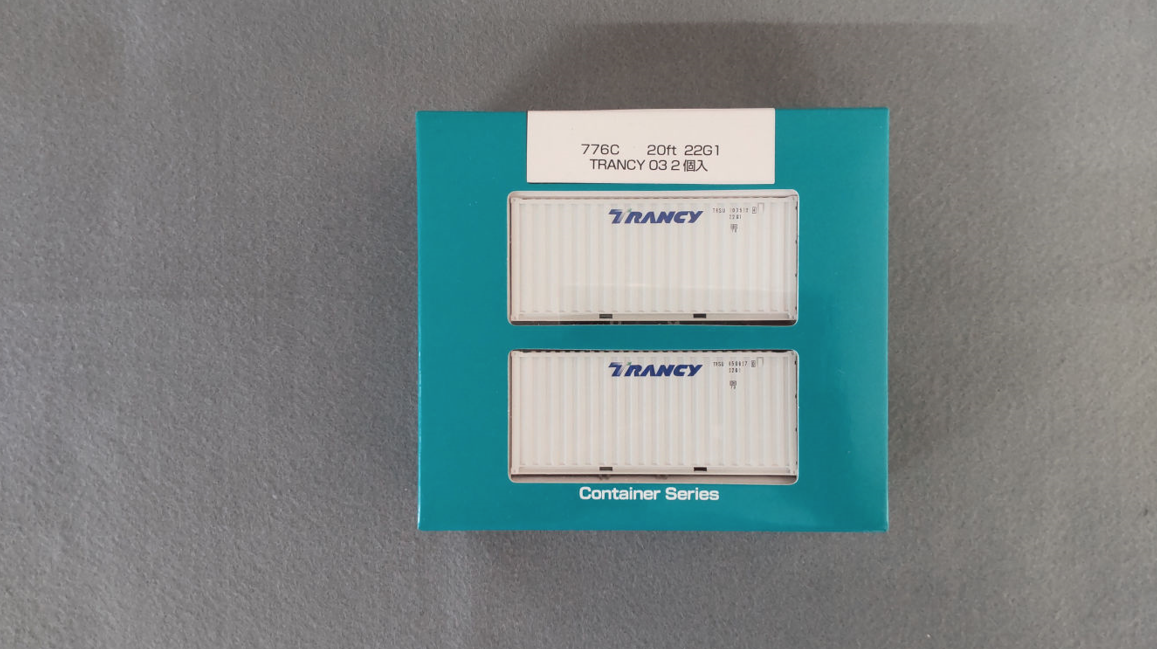 776C 20ft 22G1
TRANCY 03 2個入
TRANCY
TRANCY
Container Series